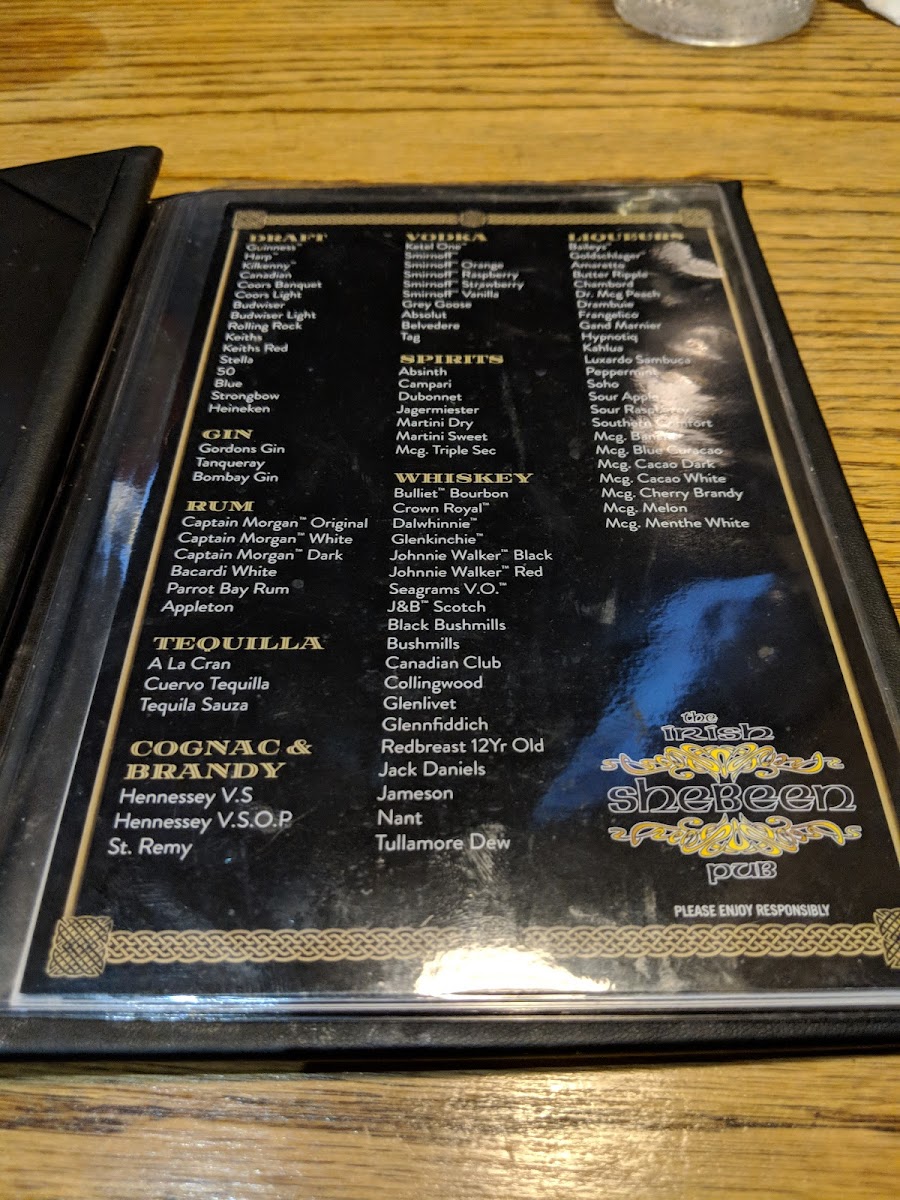 DRAFT
Guinness™
Harp™
Kilkenny™
Canadian
Coors Banquet
Coors Light
Budwiser
Budwiser Light
Rolling Rock
Keiths
Keiths Red
Stella
50
Blue
Strongbow
Heineken
GIN
Gordons Gin
Tanqueray
Bombay Gin
RUM
Captain Morgan™ Original
Captain Morgan™ White
Captain Morgan™ Dark
Bacardi White
Parrot Bay Rum
Appleton
TEQUILLA
A La Cran
Cuervo Tequilla
Tequila Sauza
COGNAC &
BRANDY
Hennessey V.S
Hennessey V.S.O.P
St. Remy
VODKA
Ketel One™
Smirnoff™
Smirnoff™ Orange
Smirnoff™ Raspberry
Smirnoff™ Strawberry
Smirnoff™ Vanilla
Grey Goose
Absolut
Belvedere
Tag
SPIRITS
Absinth
Campari
Dubonnet
Jagermiester
Martini Dry
Martini Sweet
Mcg. Triple Sec
WHISKEY
Bulliet™ Bourbon
Crown Royal™
Dalwhinnie™
Glenkinchie™
Johnnie Walker™ Black
Johnnie Walker™ Red
Seagrams V.O.™
J&B™ Scotch
Black Bushmills
Bushmills
Canadian Club
Collingwood
Glenlivet
Glennfiddich
Redbreast 12Yr Old
Jack Daniels
Jameson
Nant
Tullamore Dew
LIQUEURS
Baileys™
Goldschlager™
Amaretto
Butter Ripple
Chambord
Dr. Mcg Peach
Drambuie
Frangelico
Gand Marnier
Hypnotiq
Kahlua
Luxardo Sambuca
Peppermint
Soho
Sour Apple
Sour Raspberry
Southern Comfort
Mcg.
Mcg. Blue Curacao
Mcg. Cacao Dark
Mcg. Cacao White
Mcg. Cherry Brandy
Mcg. Melon
Mcg. Menthe White
the
IRISH
SHEBEEN
PUB
PLEASE ENJOY RESPONSIBLY